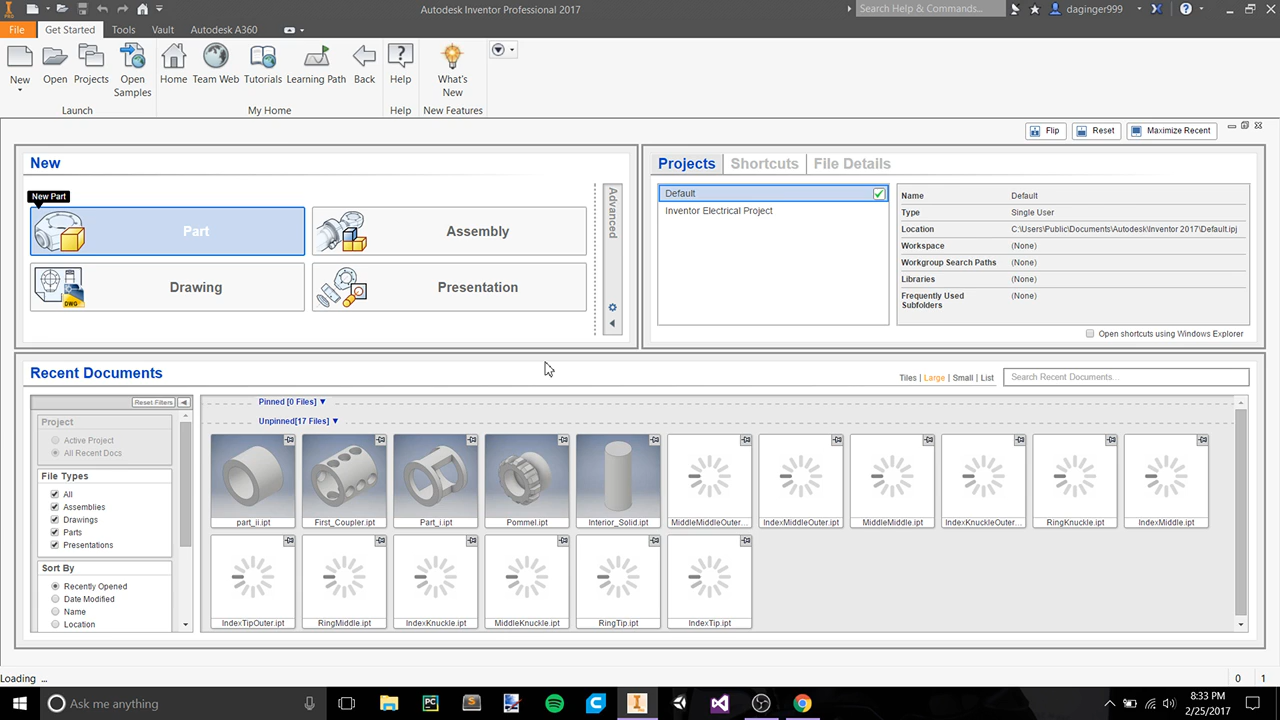 Autodesk Inventor Professional 2017
Search Help & Commands...
daginger999
PRO
File
Get Started
Tools
Vault
Autodesk A360
New
Open
Projects
Open Samples
Home
Team Web
Tutorials
Learning Path
Back
Help
What's New
Launch
My Home
Help
New Features
Flip
Reset
Maximize Recent
New
New Part
Part
Assembly
Drawing
DWG
Presentation
Advanced
Projects
Shortcuts
File Details
Default
Inventor Electrical Project
Name Default
Type Single User
Location C:\Users\Public\Documents\Autodesk\Inventor 2017\Default.ipj
Workspace (None)
Workgroup Search Paths (None)
Libraries (None)
Frequently Used Subfolders (None)
Open shortcuts using Windows Explorer
Recent Documents
Tiles | Large | Small | List
Search Recent Documents...
Reset Filters
Project
Active Project
All Recent Docs
File Types
All
Assemblies
Drawings
Parts
Presentations
Sort By
Recently Opened
Date Modified
Name
Location
Pinned [0 Files]
Unpinned[17 Files]
part_ii.ipt
First_Coupler.ipt
Part_i.ipt
Pommel.ipt
Interior_Solid.ipt
MiddleMiddleOuter...
IndexMiddleOuter.ipt
MiddleMiddle.ipt
IndexKnuckleOuter...
RingKnuckle.ipt
IndexMiddle.ipt
IndexTipOuter.ipt
RingMiddle.ipt
IndexKnuckle.ipt
MiddleKnuckle.ipt
RingTip.ipt
IndexTip.ipt
Loading ...
0
1
Ask me anything
8:33 PM
2/25/2017